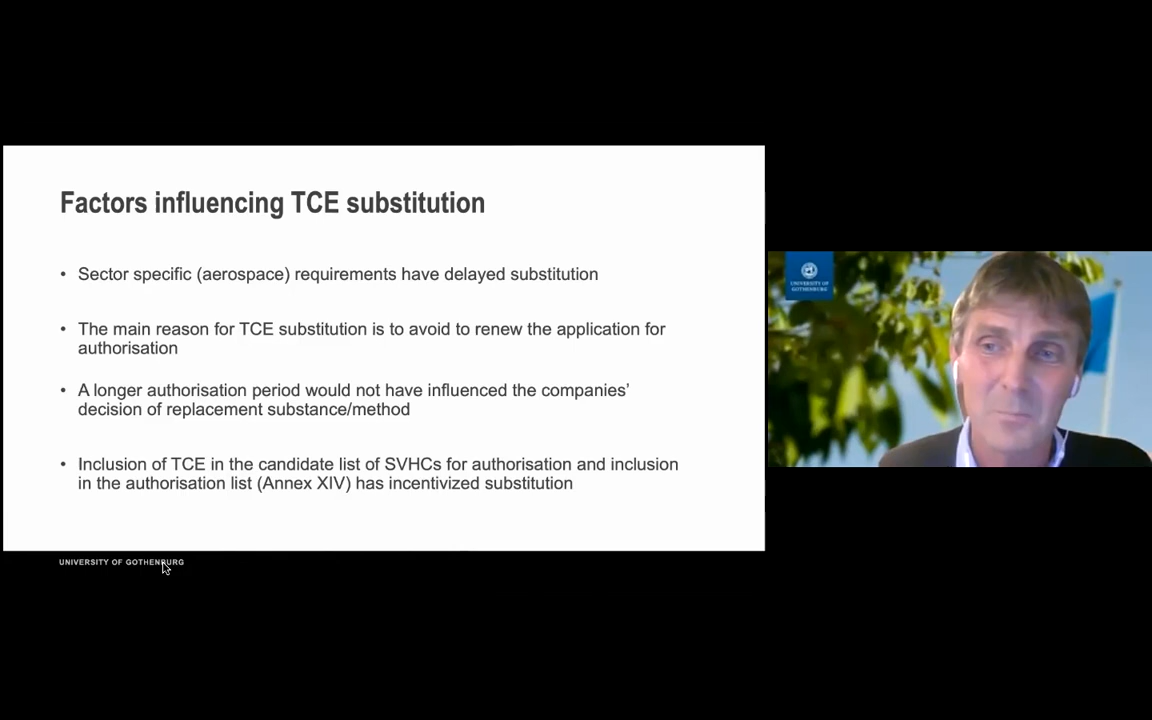 Factors influencing TCE substitution
• Sector specific (aerospace) requirements have delayed substitution
• The main reason for TCE substitution is to avoid to renew the application for
authorisation
• A longer authorisation period would not have influenced the companies’
decision of replacement substance/method
• Inclusion of TCE in the candidate list of SVHCs for authorisation and inclusion
in the authorisation list (Annex XIV) has incentivized substitution
UNIVERSITY OF GOTHENBURG
UNIVERSITY OF
GOTHENBURG